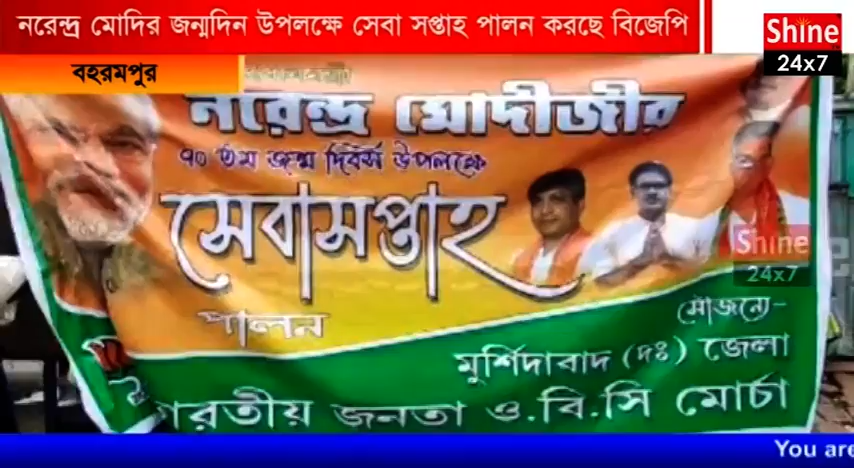 নরেন্দ্র মোদির জন্মদিন উপলক্ষে সেবা সপ্তাহ পালন করছে বিজেপি
Shine
24x7
বহরমপুর
নরেন্দ্র মোদীজীর
৭০ তম জন্ম দিবস উপলক্ষে
সেবাসপ্তাহ
পালন
Shine
24x7
সৌজন্যে-
মুর্শিদাবাদ (দঃ) জেলা
ভারতীয় জনতা ও.বি.সি মোর্চা
You are